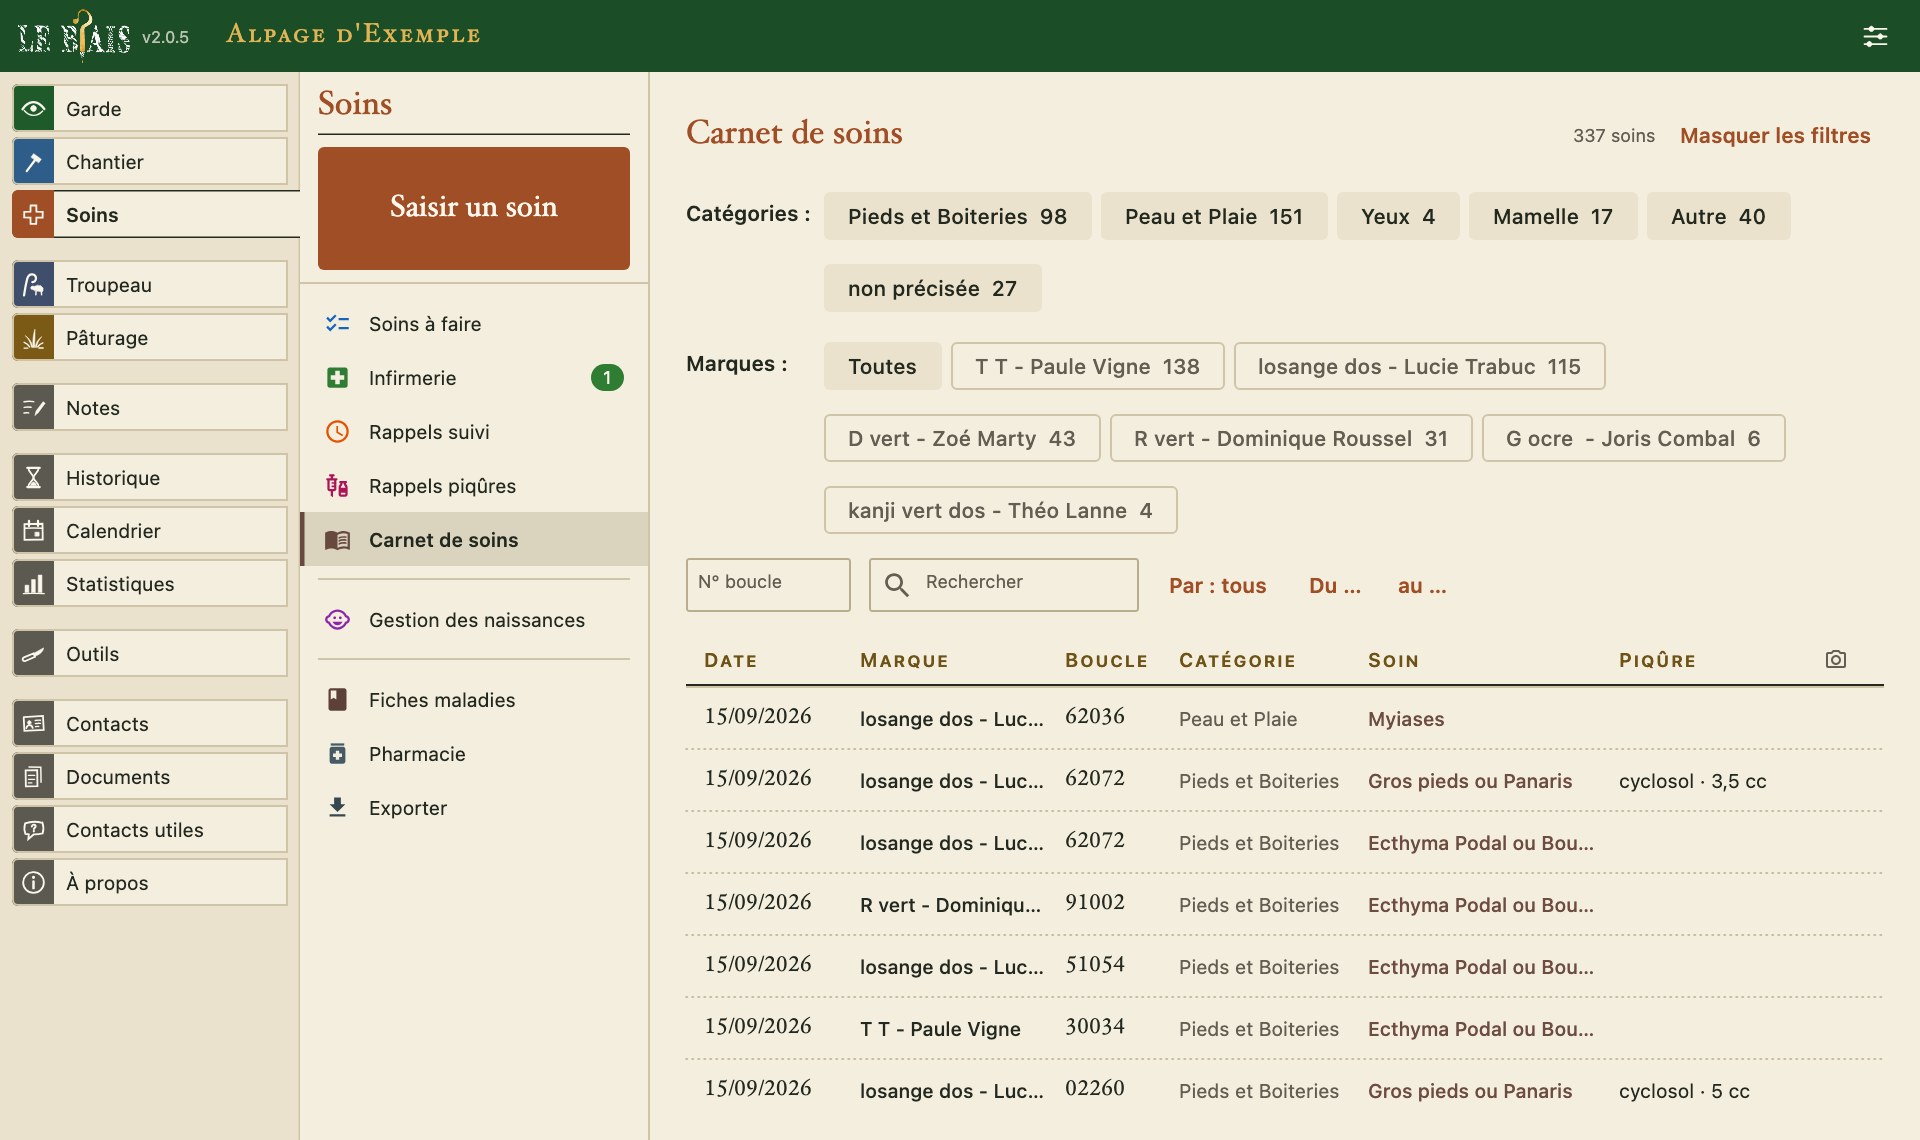 LE BIAIS v2.0.5 Alpage d'Exemple
Garde
Chantier
Soins
Troupeau
Pâturage
Notes
Historique
Calendrier
Statistiques
Outils
Contacts
Documents
Contacts utiles
À propos
Soins
Saisir un soin
Soins à faire
Infirmerie 1
Rappels suivi
Rappels piqûres
Carnet de soins
Gestion des naissances
Fiches maladies
Pharmacie
Exporter
Carnet de soins 337 soins Masquer les filtres
Catégories : Pieds et Boiteries 98 Peau et Plaie 151 Yeux 4 Mamelle 17 Autre 40
non précisée 27
Marques : Toutes T T - Paule Vigne 138 losange dos - Lucie Trabuc 115
D vert - Zoé Marty 43 R vert - Dominique Roussel 31 G ocre - Joris Combal 6
kanji vert dos - Théo Lanne 4
N° boucle Rechercher Par : tous Du ... au ...
Date Marque Boucle Catégorie Soin Piqûre
15/09/2026 losange dos - Luc... 62036 Peau et Plaie Myiases
15/09/2026 losange dos - Luc... 62072 Pieds et Boiteries Gros pieds ou Panaris cyclosol · 3,5 cc
15/09/2026 losange dos - Luc... 62072 Pieds et Boiteries Ecthyma Podal ou Bou...
15/09/2026 R vert - Dominiqu... 91002 Pieds et Boiteries Ecthyma Podal ou Bou...
15/09/2026 losange dos - Luc... 51054 Pieds et Boiteries Ecthyma Podal ou Bou...
15/09/2026 T T - Paule Vigne 30034 Pieds et Boiteries Ecthyma Podal ou Bou...
15/09/2026 losange dos - Luc... 02260 Pieds et Boiteries Gros pieds ou Panaris cyclosol · 5 cc